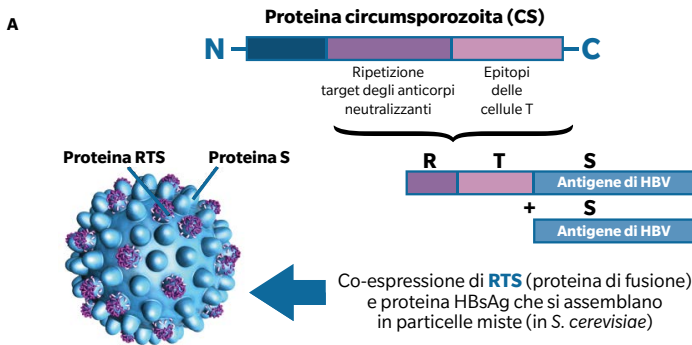 A
Proteina circumsporozoita (CS)
N
C
Ripetizione
target degli anticorpi
neutralizzanti
Epitopi
delle
cellule T
Proteina RTS
Proteina S
R T S
Antigene di HBV
+ S
Antigene di HBV
Co-espressione di RTS (proteina di fusione)
e proteina HBsAg che si assemblano
in particelle miste (in S. cerevisiae)